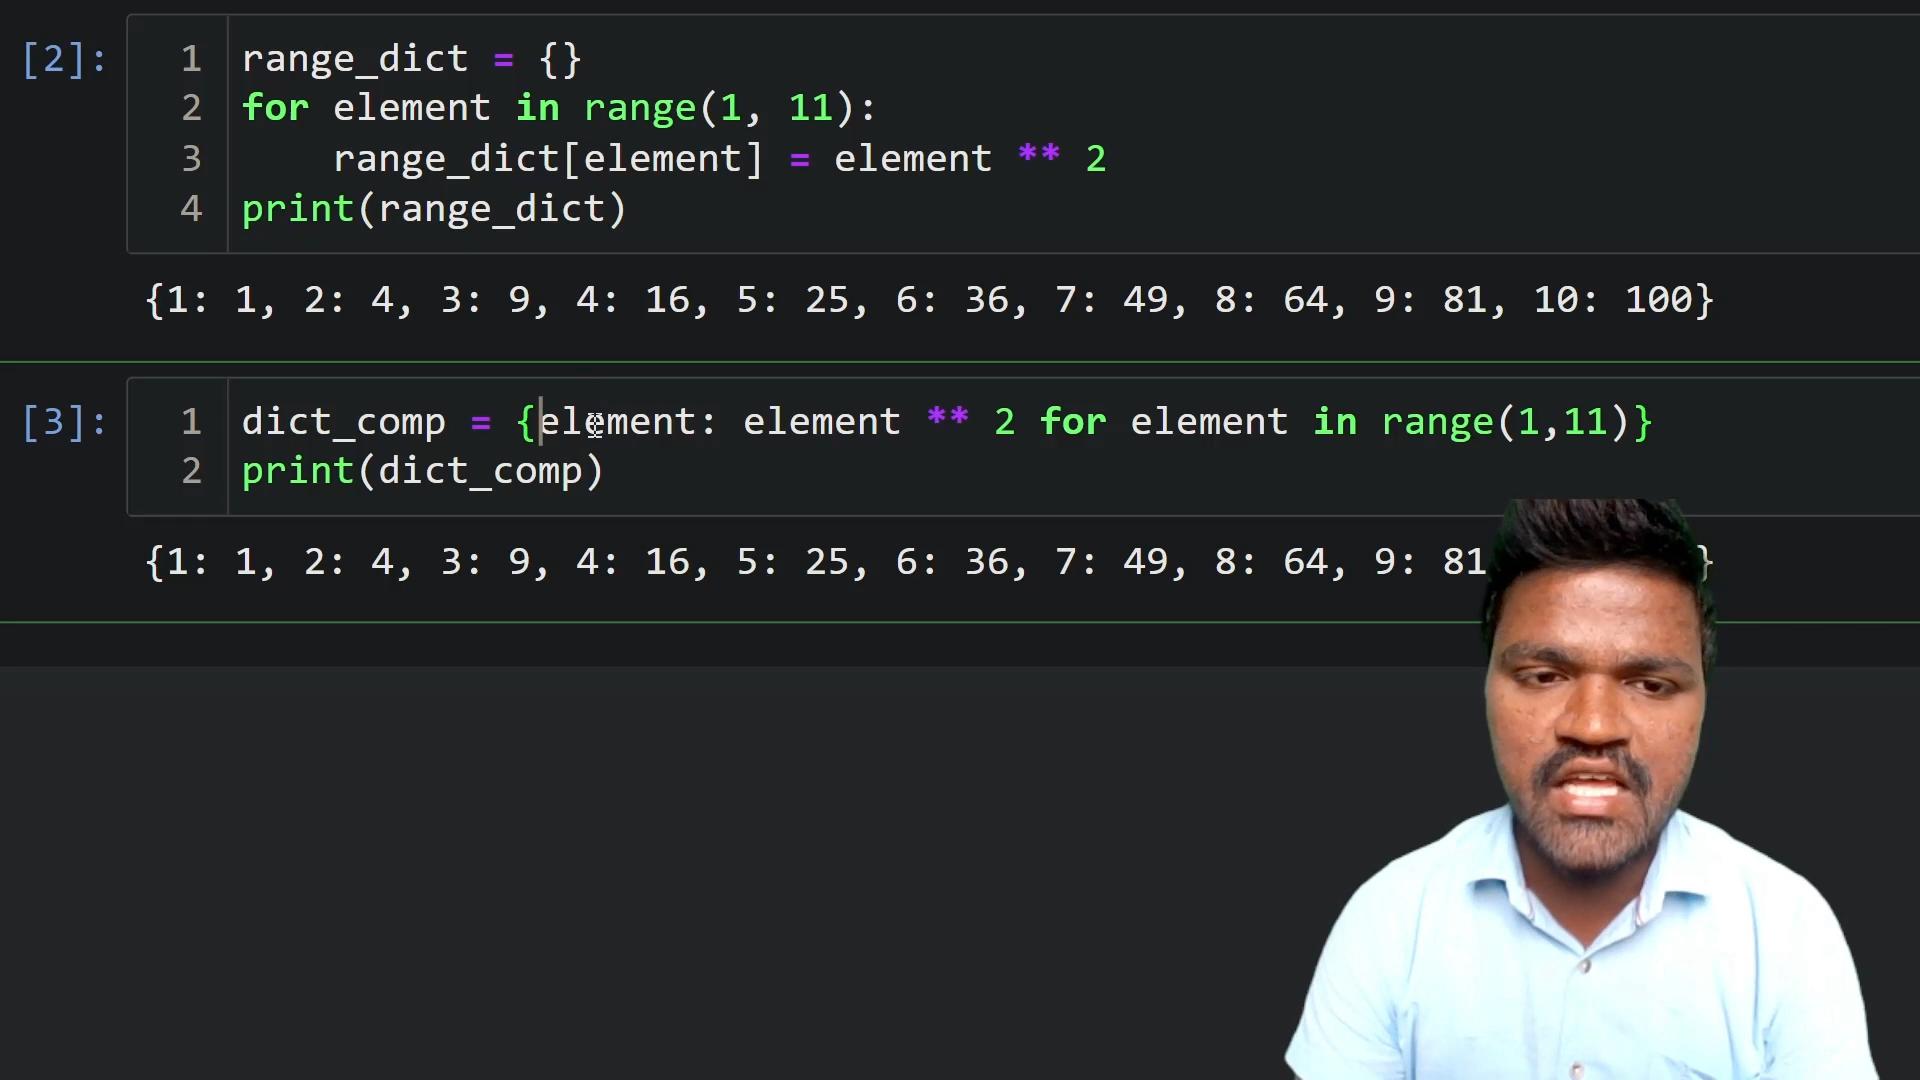 [2]:
1 range_dict = {}
2 for element in range(1, 11):
3     range_dict[element] = element ** 2
4 print(range_dict)
{1: 1, 2: 4, 3: 9, 4: 16, 5: 25, 6: 36, 7: 49, 8: 64, 9: 81, 10: 100}
[3]:
1 dict_comp = {element: element ** 2 for element in range(1,11)}
2 print(dict_comp)
{1: 1, 2: 4, 3: 9, 4: 16, 5: 25, 6: 36, 7: 49, 8: 64, 9: 81 }